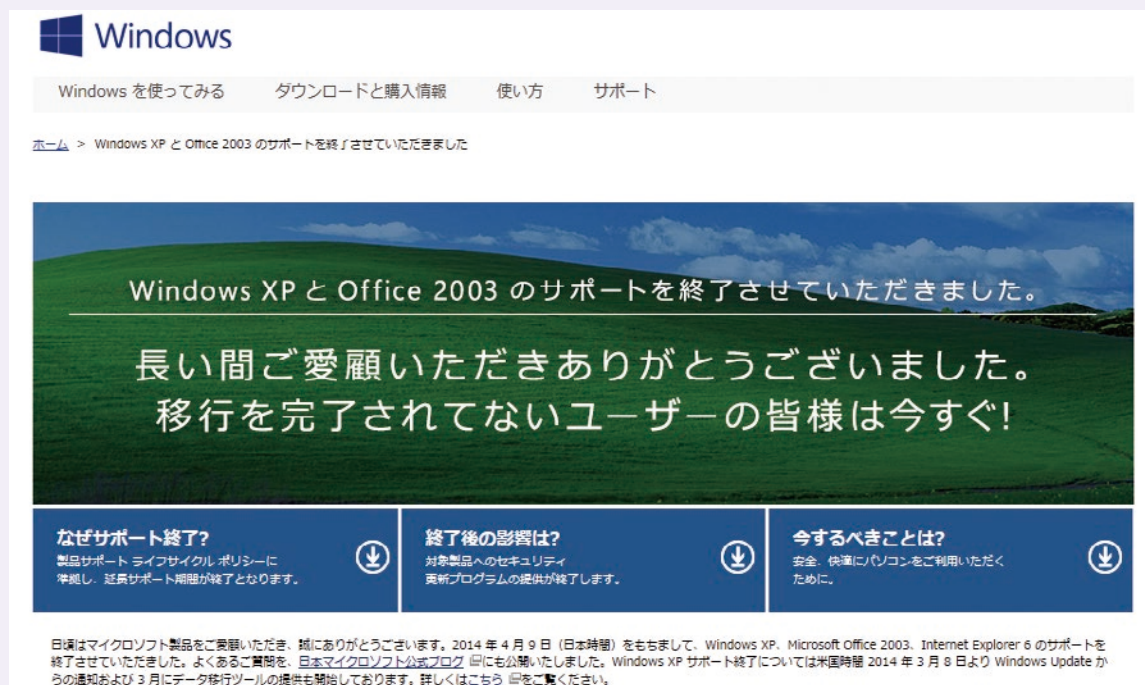 Windows
Windows を使ってみる ダウンロードと購入情報 使い方 サポート
ホーム > Windows XP と Office 2003 のサポートを終了させていただきました
Windows XP と Office 2003 のサポートを終了させていただきました。
長い間ご愛顧いただきありがとうございました。
移行を完了されてないユーザーの皆様は今すぐ!
なぜサポート終了?
製品サポート ライフサイクル ポリシーに
準拠し、延長サポート期間が終了となります。
終了後の影響は?
対象製品へのセキュリティ
更新プログラムの提供が終了します。
今するべきことは?
安全、快適にパソコンをご利用いただく
ために。
日頃はマイクロソフト製品をご愛顧いただき、誠にありがとうございます。2014 年 4 月 9 日（日本時間）をもちまして、Windows XP、Microsoft Office 2003、Internet Explorer 6 のサポートを
終了させていただきした。よくあるご質問を、日本マイクロソフト公式ブログ にも公開いたしました。Windows XP サポート終了については米国時間 2014 年 3 月 8 日より Windows Update か
らの通知および 3 月にデータ移行ツールの提供も開始しております。詳しくはこちら をご覧ください。